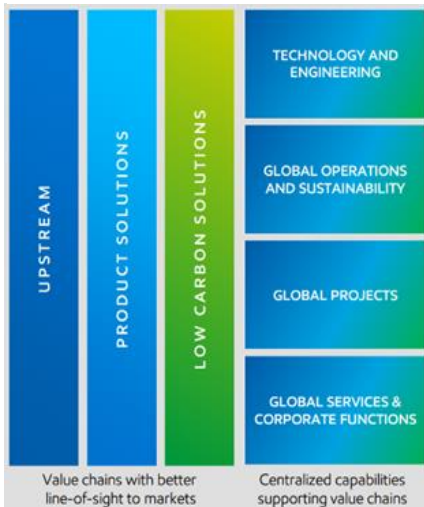 UPSTREAM
PRODUCT SOLUTIONS
LOW CARBON SOLUTIONS
TECHNOLOGY AND
ENGINEERING
GLOBAL OPERATIONS
AND SUSTAINABILITY
GLOBAL PROJECTS
GLOBAL SERVICES &
CORPORATE FUNCTIONS
Value chains with better
line-of-sight to markets
Centralized capabilities
supporting value chains